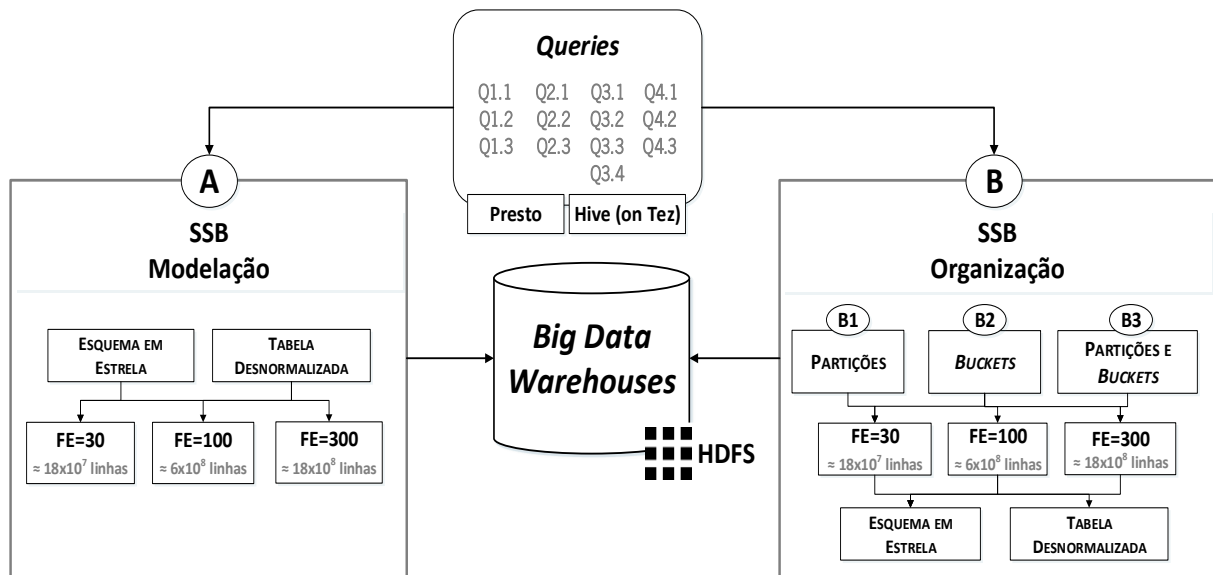 Queries
Q1.1 Q2.1 Q3.1 Q4.1
Q1.2 Q2.2 Q3.2 Q4.2
Q1.3 Q2.3 Q3.3 Q4.3
Q3.4
Presto
Hive (on Tez)
A
SSB
Modelação
ESQUEMA EM
ESTRELA
TABELA
DESNORMALIZADA
FE=30
≈ 18x10⁷ linhas
FE=100
≈ 6x10⁸ linhas
FE=300
≈ 18x10⁸ linhas
Big Data
Warehouses
HDFS
B
SSB
Organização
B1
PARTIÇÕES
B2
BUCKETS
B3
PARTIÇÕES E
BUCKETS
FE=30
≈ 18x10⁷ linhas
FE=100
≈ 6x10⁸ linhas
FE=300
≈ 18x10⁸ linhas
ESQUEMA EM
ESTRELA
TABELA
DESNORMALIZADA